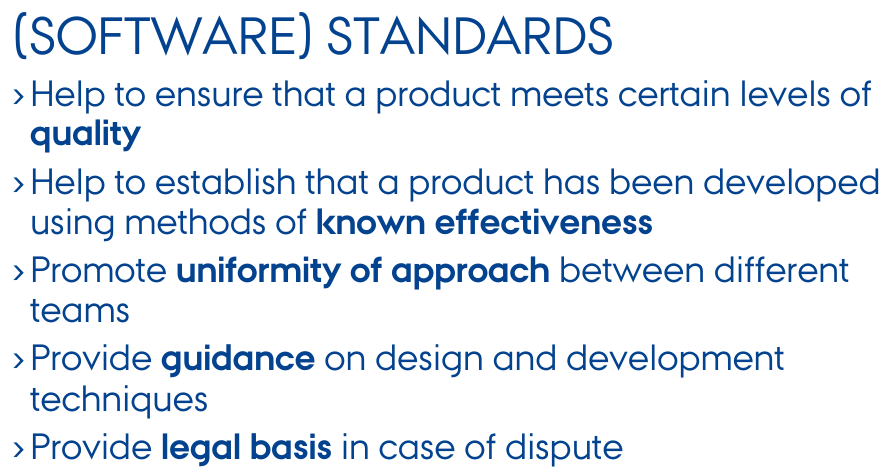 (SOFTWARE) STANDARDS
› Help to ensure that a product meets certain levels of
quality
› Help to establish that a product has been developed
using methods of known effectiveness
› Promote uniformity of approach between different
teams
› Provide guidance on design and development
techniques
› Provide legal basis in case of dispute